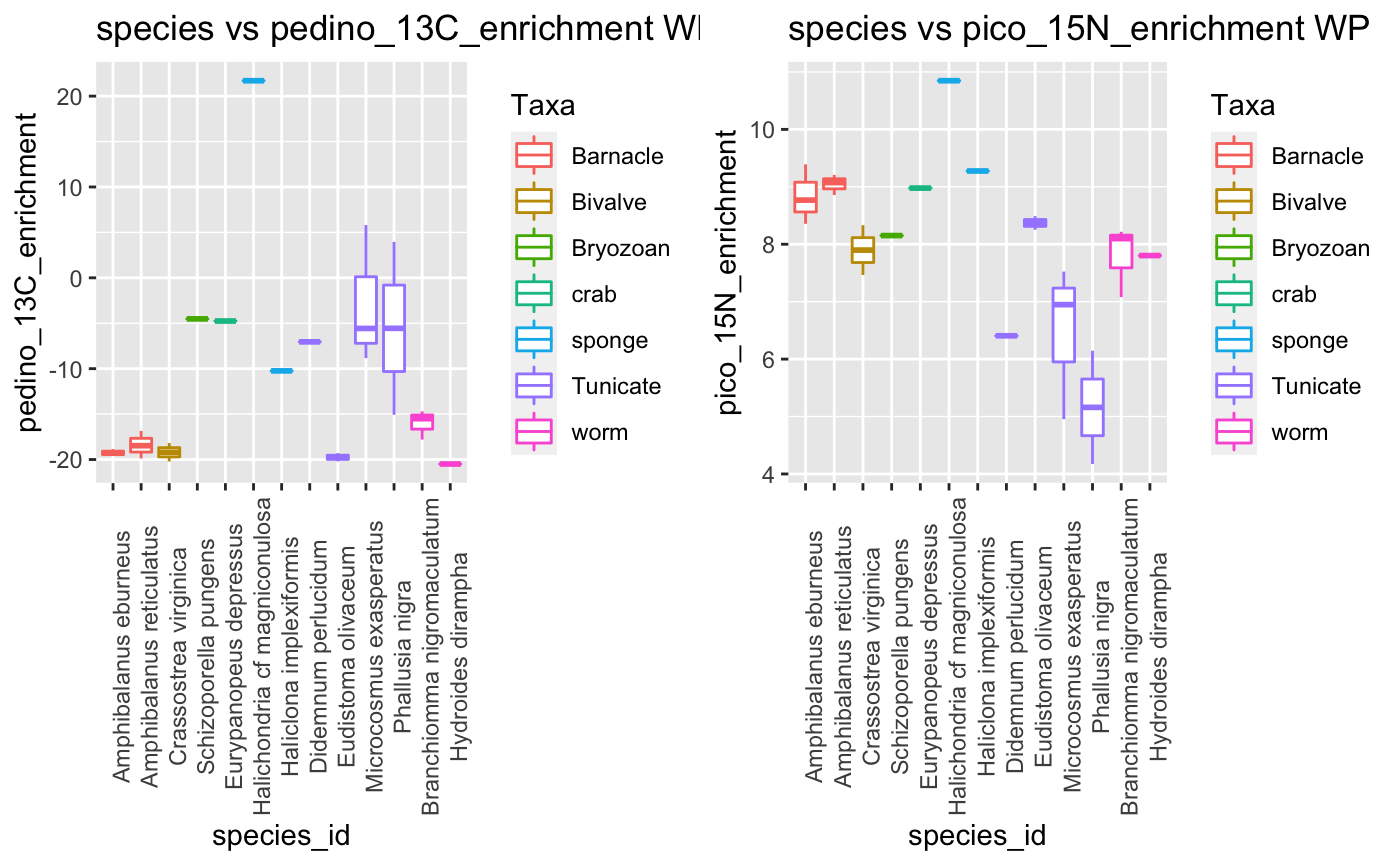 species vs pedino_13C_enrichment W
pedino_13C_enrichment
20
10
0
-10
-20
Amphibalanus eburneus
Amphibalanus reticulatus
Crassostrea virginica
Schizoporella pungens
Eurypanopeus depressus
Halichondria cf magniconulosa
Haliclona implexiformis
Didemnum perlucidum
Eudistoma olivaceum
Microcosmus exasperatus
Phallusia nigra
Branchiomma nigromaculatum
Hydroides dirampha
species_id
Taxa
Barnacle
Bivalve
Bryozoan
crab
sponge
Tunicate
worm
species vs pico_15N_enrichment WP
pico_15N_enrichment
10
8
6
4
Amphibalanus eburneus
Amphibalanus reticulatus
Crassostrea virginica
Schizoporella pungens
Eurypanopeus depressus
Halichondria cf magniconulosa
Haliclona implexiformis
Didemnum perlucidum
Eudistoma olivaceum
Microcosmus exasperatus
Phallusia nigra
Branchiomma nigromaculatum
Hydroides dirampha
species_id
Taxa
Barnacle
Bivalve
Bryozoan
crab
sponge
Tunicate
worm